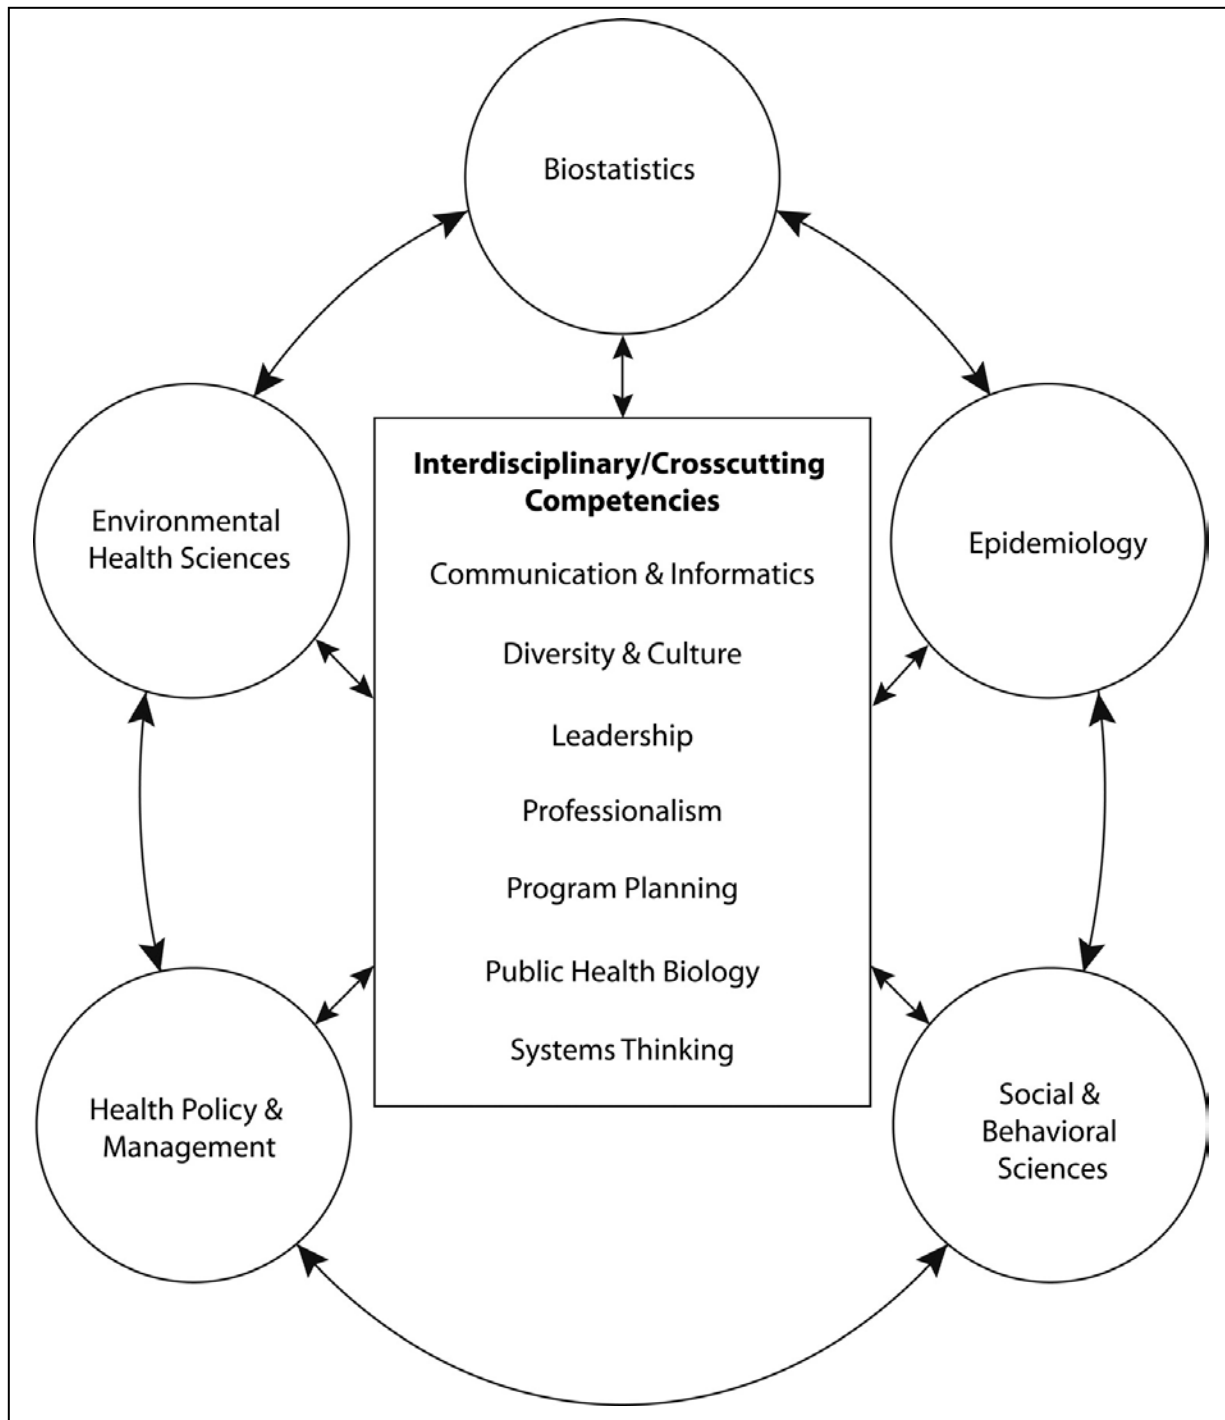 Biostatistics
Environmental
Health Sciences
Interdisciplinary/Crosscutting
Competencies
Communication & Informatics
Diversity & Culture
Leadership
Professionalism
Program Planning
Public Health Biology
Systems Thinking
Epidemiology
Health Policy &
Management
Social &
Behavioral
Sciences